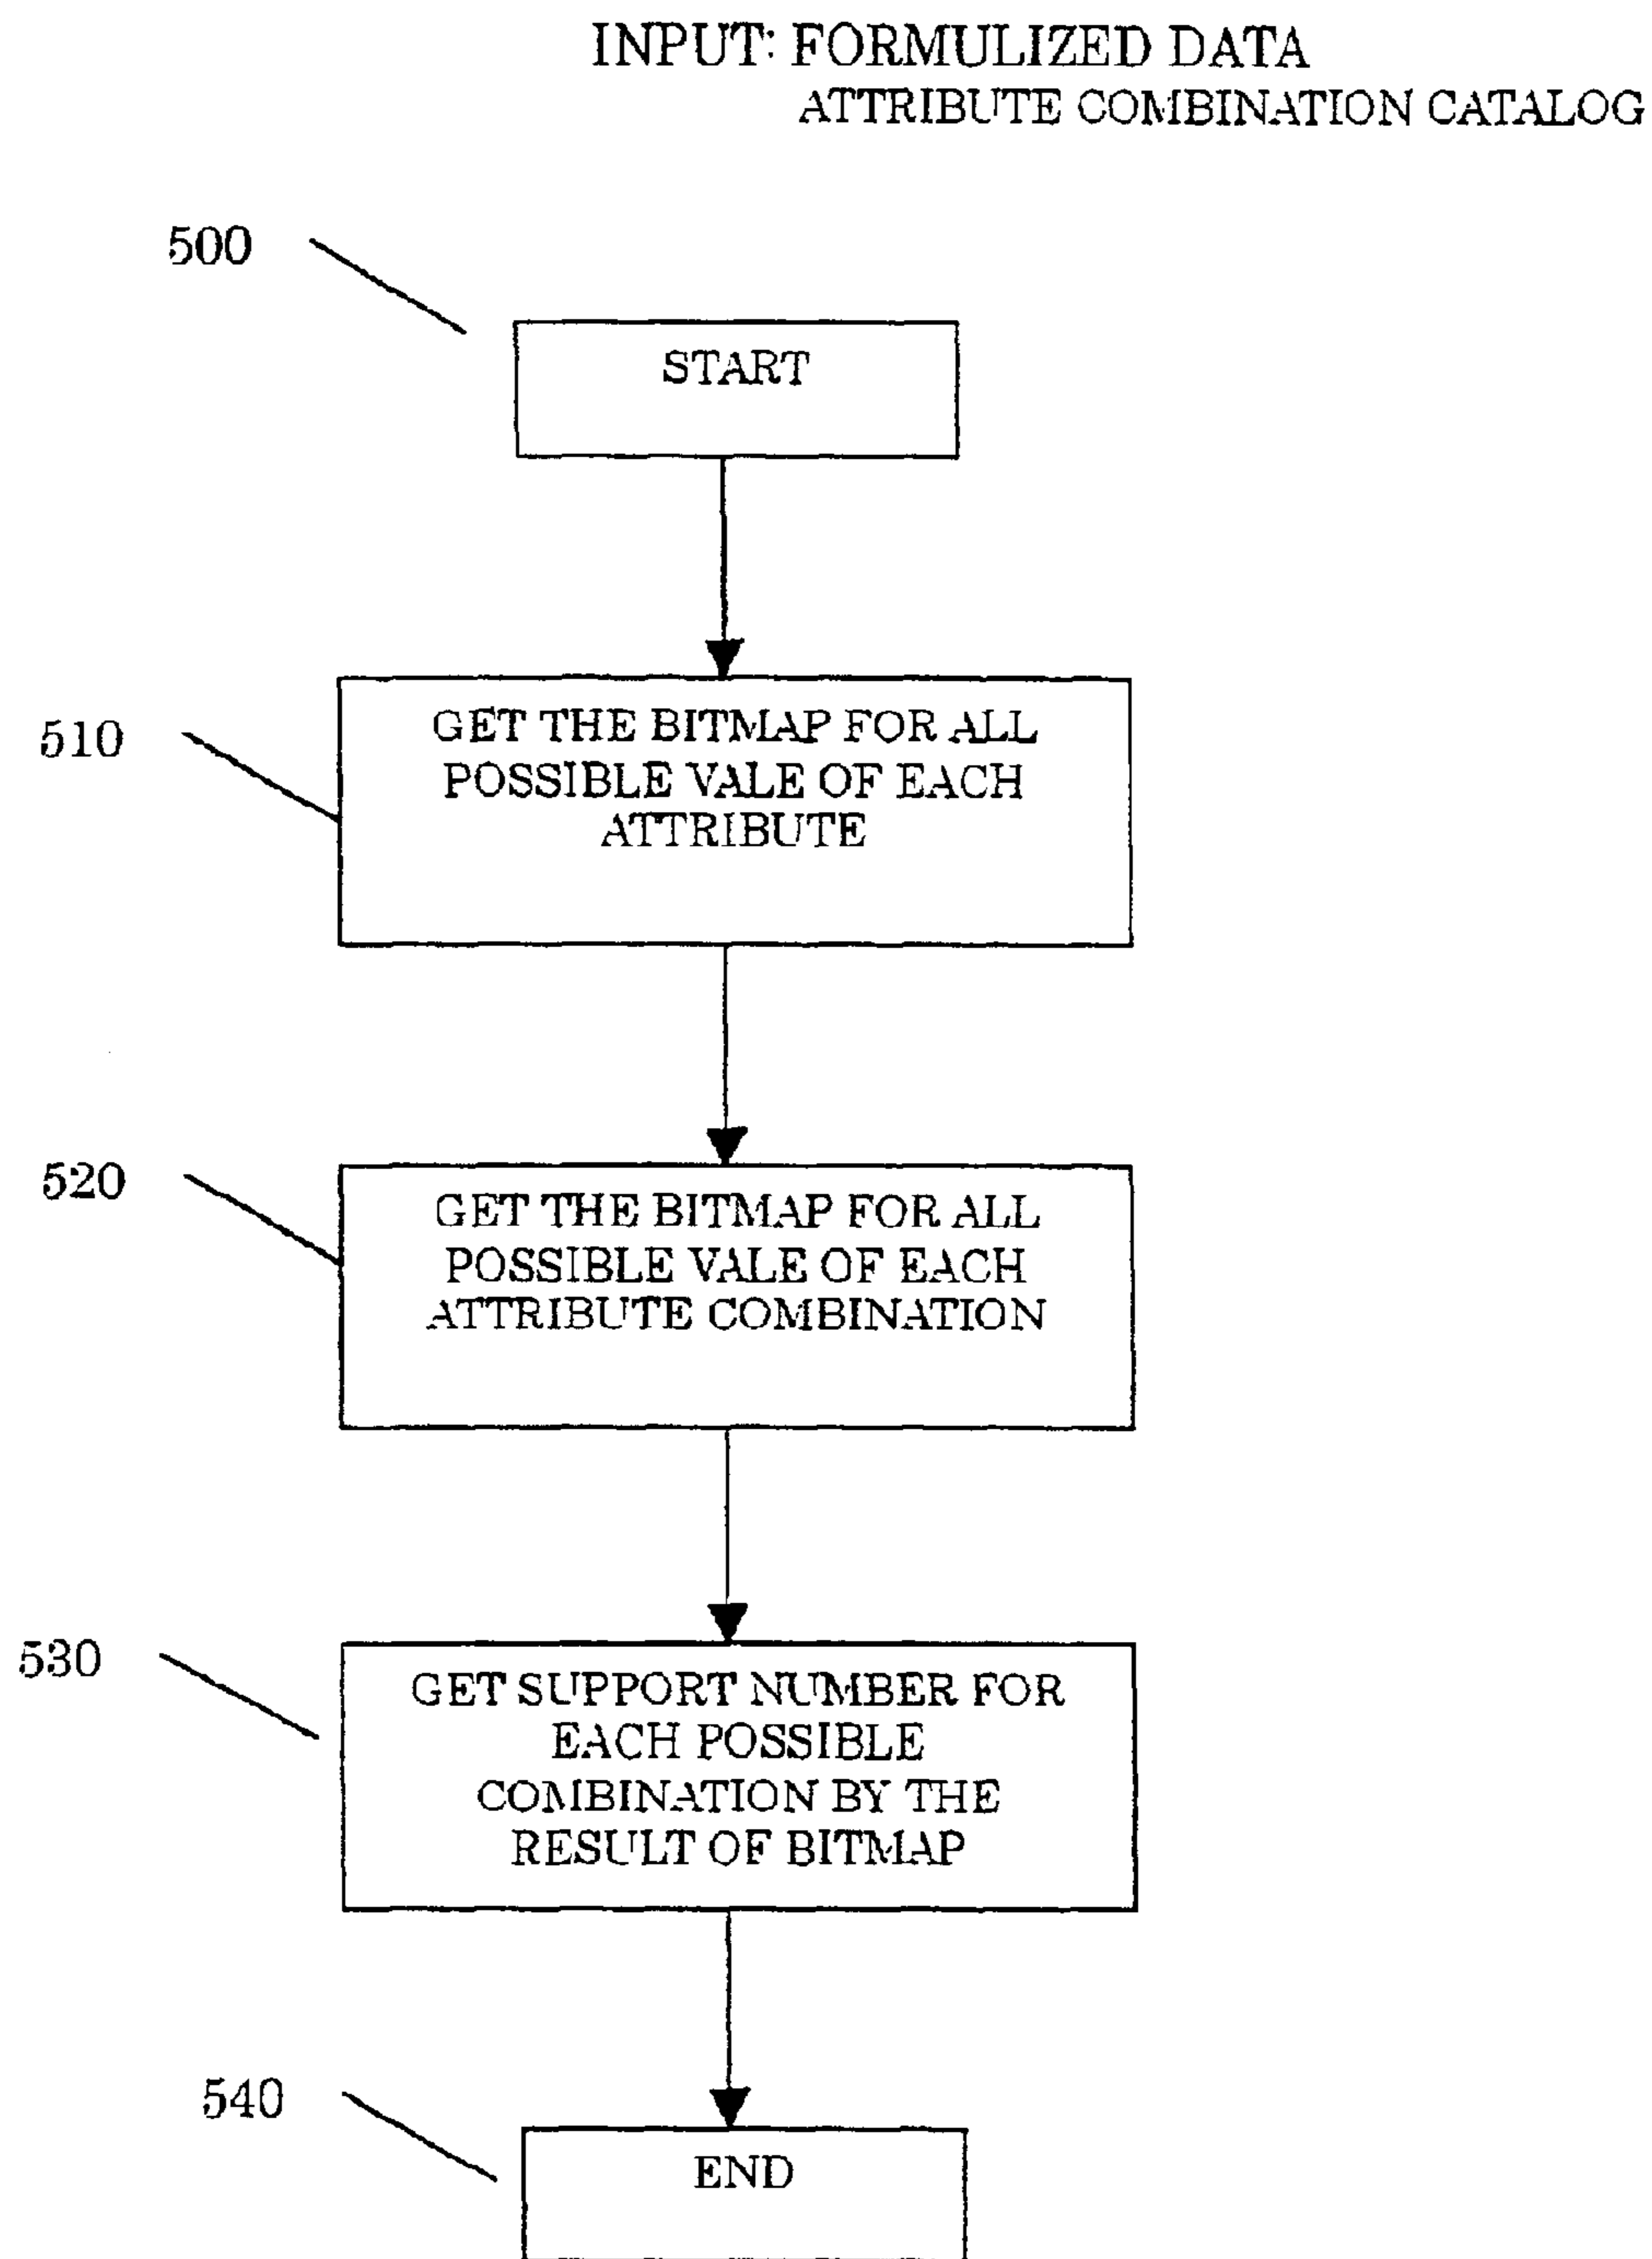 INPUT: FORMULIZED DATA
ATTRIBUTE COMBINATION CATALOG
500
START
510
GET THE BITMAP FOR ALL
POSSIBLE VALE OF EACH
ATTRIBUTE
520
GET THE BITMAP FOR ALL
POSSIBLE VALE OF EACH
ATTRIBUTE COMBINATION
530
GET SUPPORT NUMBER FOR
EACH POSSIBLE
COMBINATION BY THE
RESULT OF BITMAP
540
END